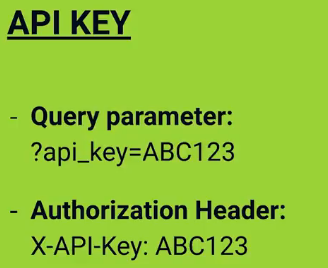 API KEY
- Query parameter:
?api_key=ABC123
- Authorization Header:
X-API-Key: ABC123